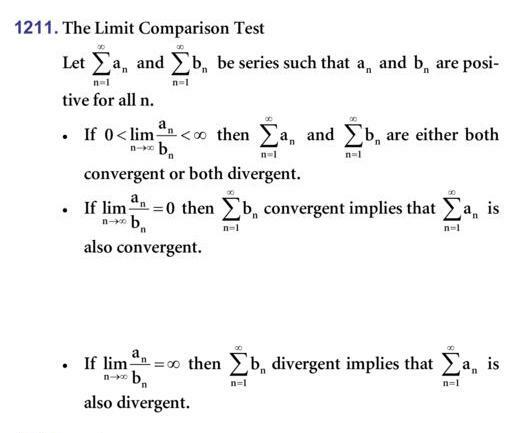 1211. The Limit Comparison Test
Let $\sum_{n=1}^{\infty} a_n$ and $\sum_{n=1}^{\infty} b_n$ be series such that $a_n$ and $b_n$ are posi-
tive for all n.
• If $0 < \lim_{n \to \infty} \frac{a_n}{b_n} < \infty$ then $\sum_{n=1}^{\infty} a_n$ and $\sum_{n=1}^{\infty} b_n$ are either both
convergent or both divergent.
• If $\lim_{n \to \infty} \frac{a_n}{b_n} = 0$ then $\sum_{n=1}^{\infty} b_n$ convergent implies that $\sum_{n=1}^{\infty} a_n$ is
also convergent.
• If $\lim_{n \to \infty} \frac{a_n}{b_n} = \infty$ then $\sum_{n=1}^{\infty} b_n$ divergent implies that $\sum_{n=1}^{\infty} a_n$ is
also divergent.